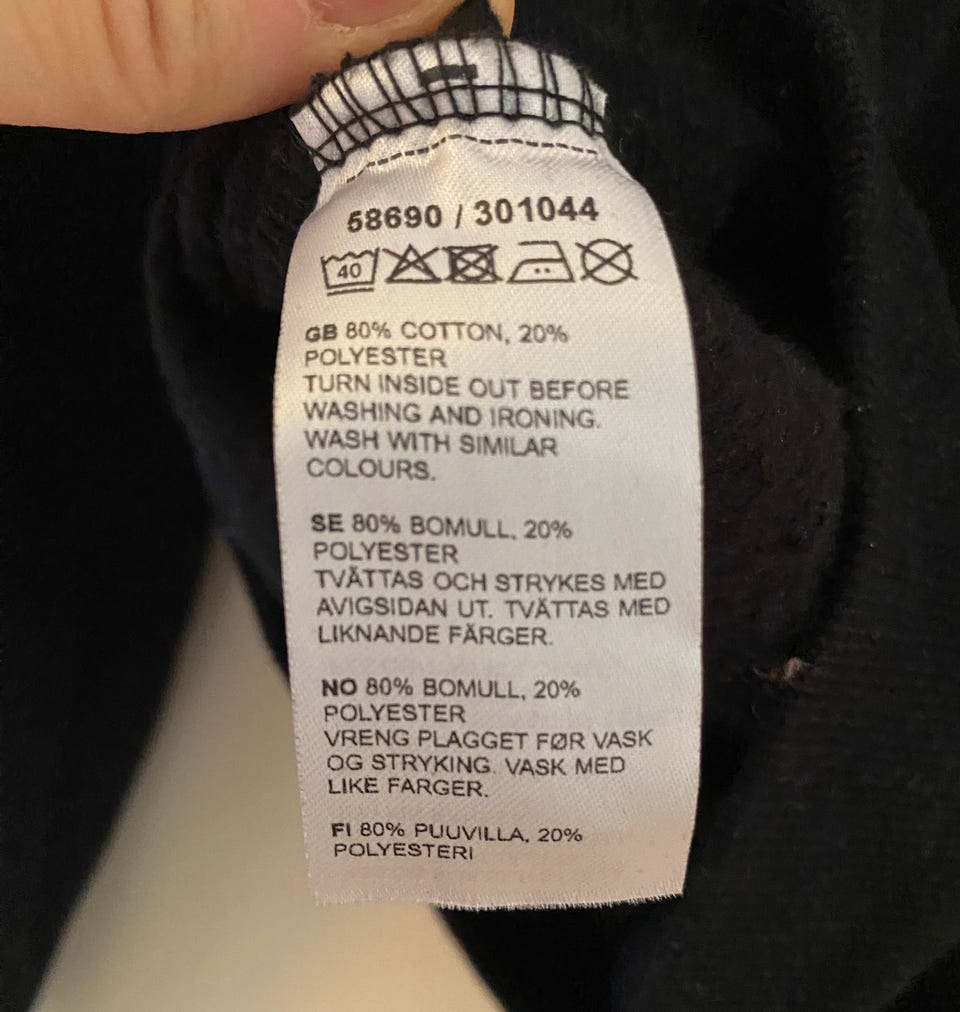 58690 / 301044
40
GB 80% COTTON, 20%
POLYESTER
TURN INSIDE OUT BEFORE
WASHING AND IRONING.
WASH WITH SIMILAR
COLOURS.
SE 80% BOMULL, 20%
POLYESTER
TVÄTTAS OCH STRYKES MED
AVIGSIDAN UT. TVÄTTAS MED
LIKNANDE FÄRGER.
NO 80% BOMULL, 20%
POLYESTER
VRENG PLAGGET FØR VASK
OG STRYKING. VASK MED
LIKE FARGER.
FI 80% PUUVILLA, 20%
POLYESTERI